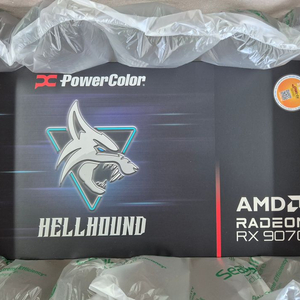 PowerColor
HELLHOUND
AMD
RADEON
RX 9070